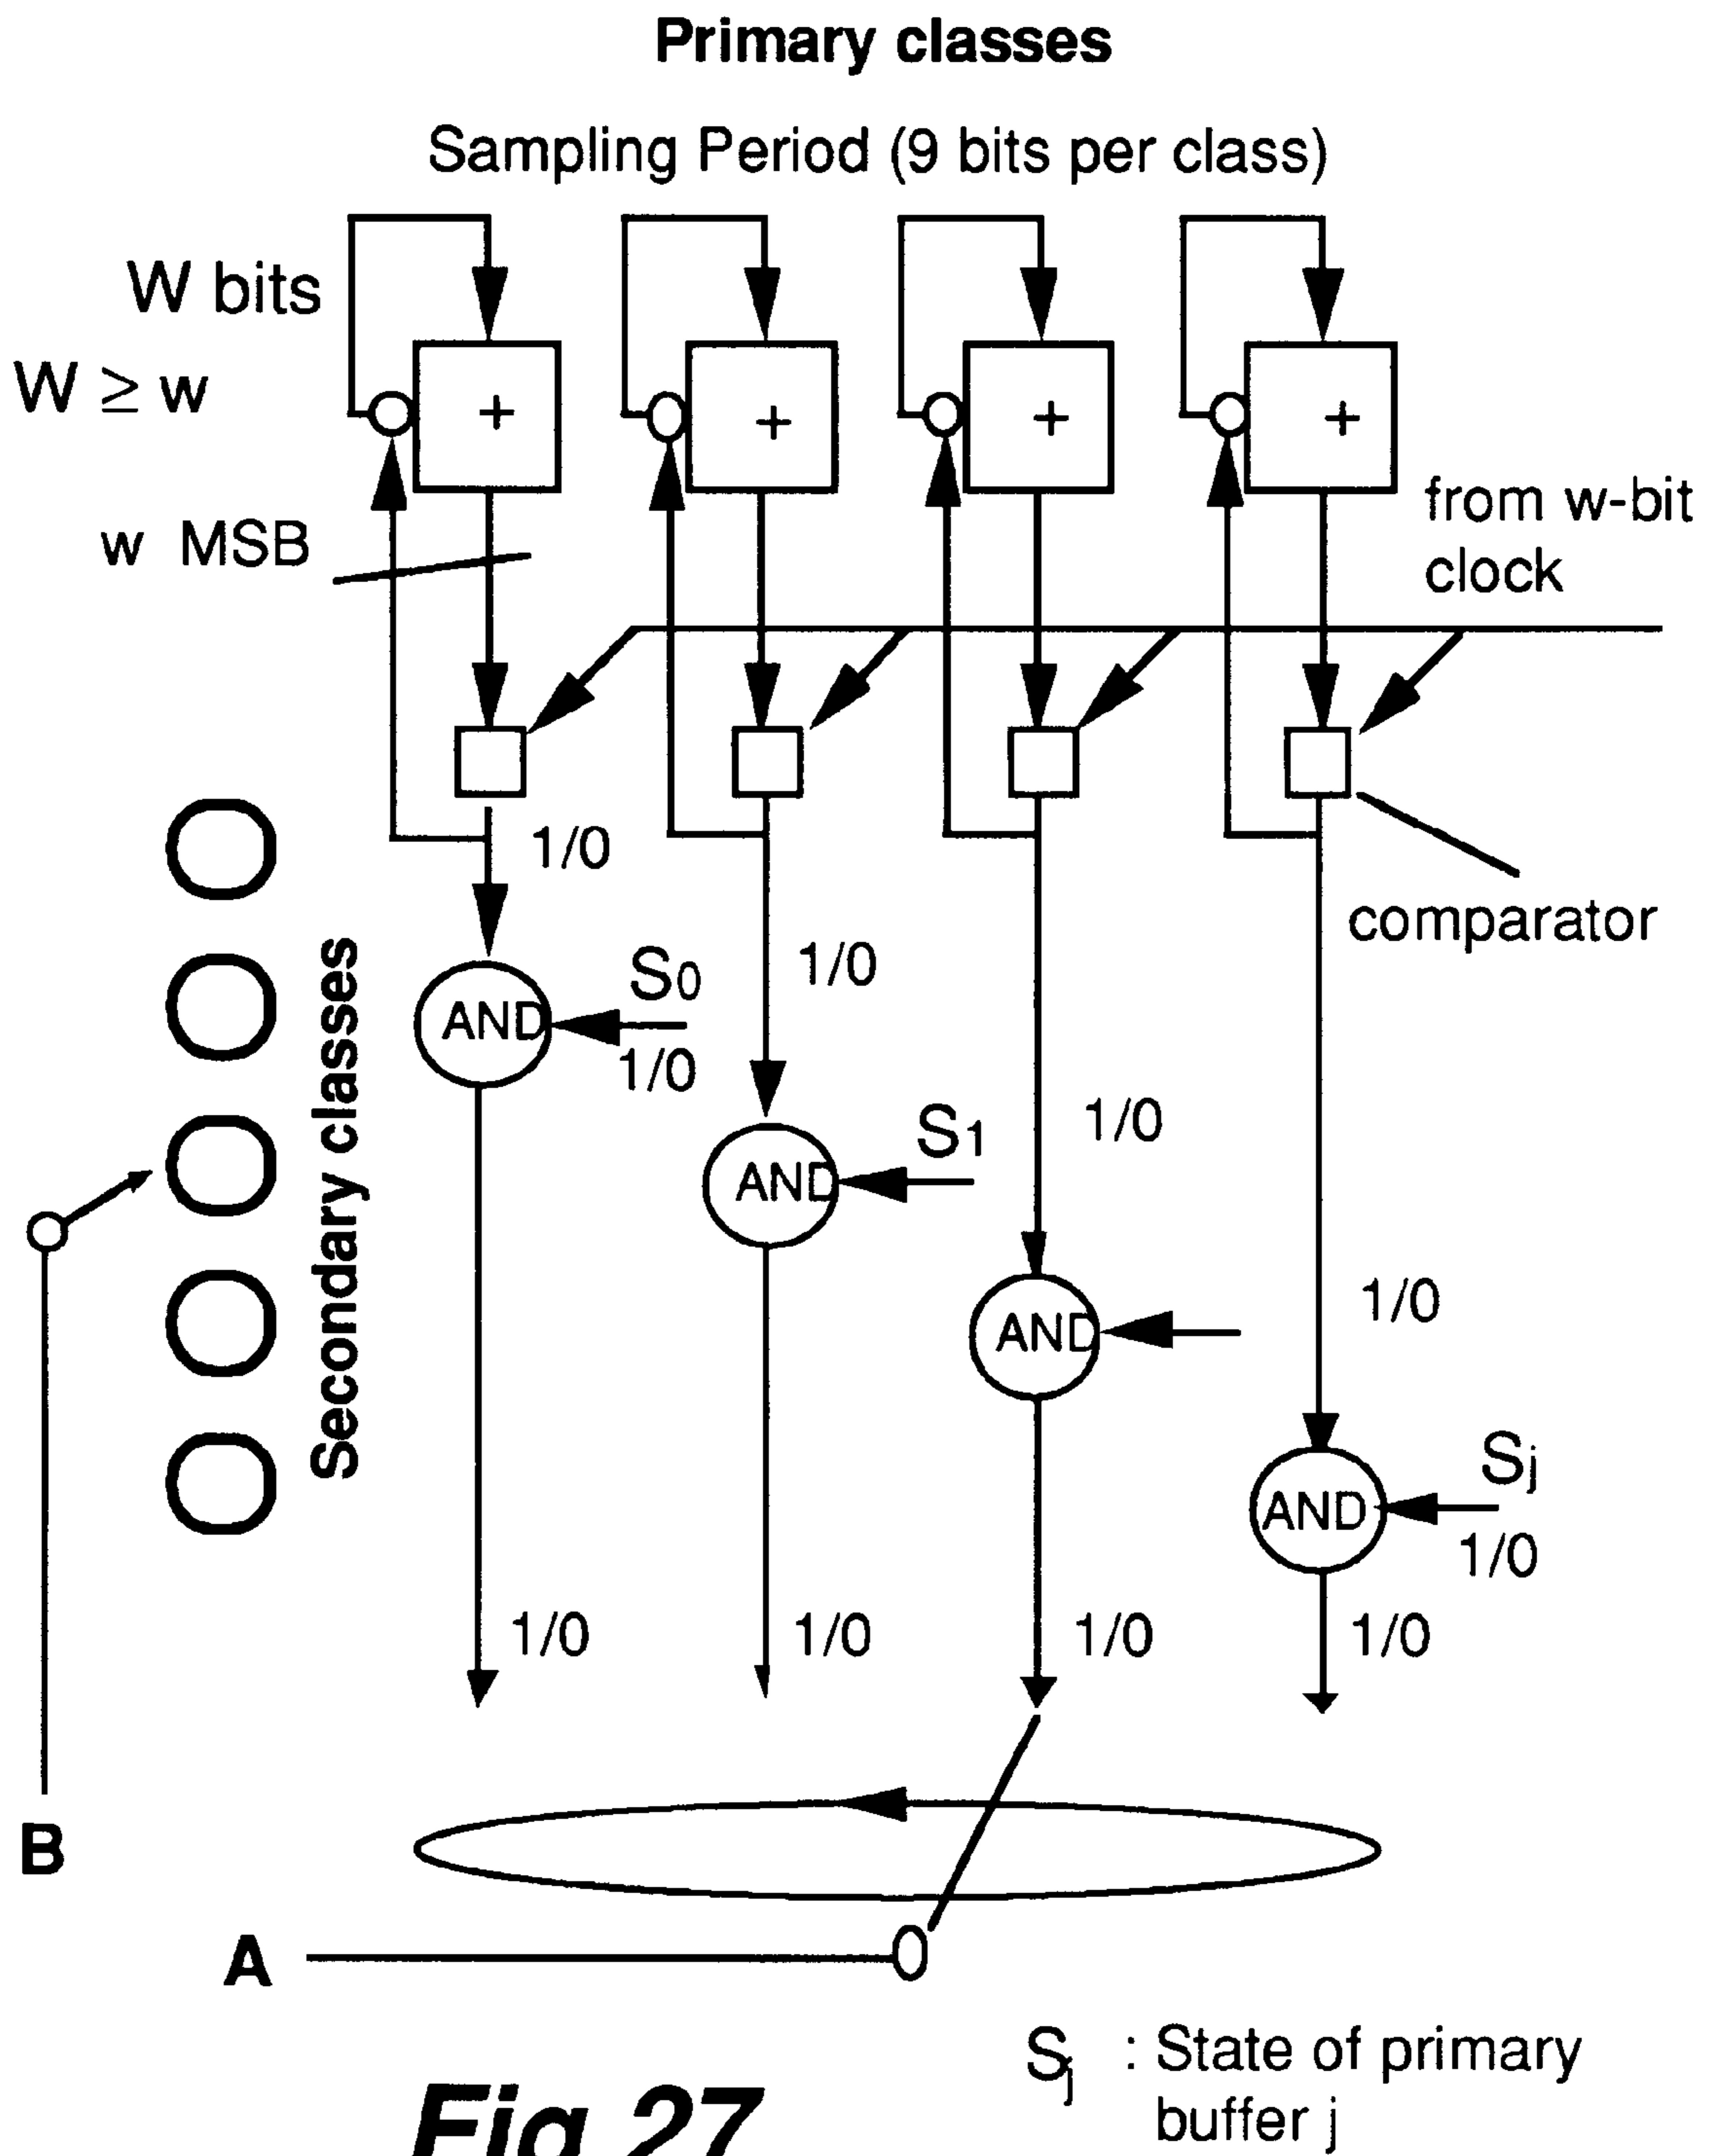 Primary classes
Sampling Period (9 bits per class)
W bits
W ≥ w
+ + + +
w MSB
from w-bit
clock
1/0
comparator
Secondary classes
AND
S0
1/0
1/0
AND
S1
1/0
AND
1/0
AND
Sj
1/0
1/0 1/0 1/0 1/0
B
A
Sj : State of primary
buffer j
Fig 27